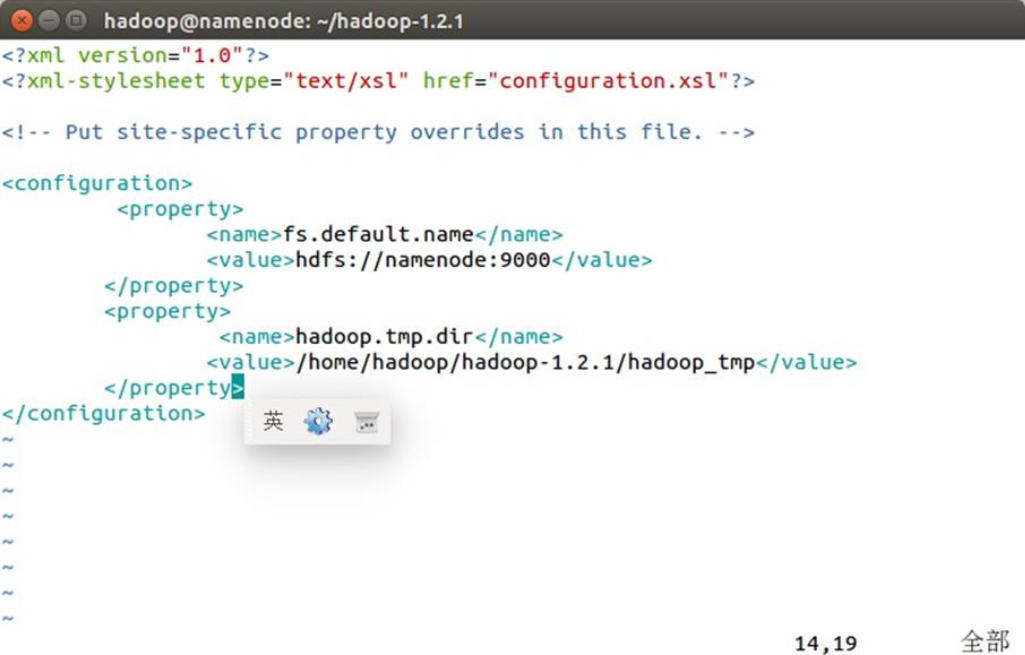 hadoop@namenode: ~/hadoop-1.2.1
<?xml version="1.0"?>
<?xml-stylesheet type="text/xsl" href="configuration.xsl"?>
<!-- Put site-specific property overrides in this file. -->
<configuration>
<property>
<name>fs.default.name</name>
<value>hdfs://namenode:9000</value>
</property>
<property>
<name>hadoop.tmp.dir</name>
<value>/home/hadoop/hadoop-1.2.1/hadoop_tmp</value>
</property>
</configuration>
英
~
~
~
~
~
~
~
~
14,19 全部